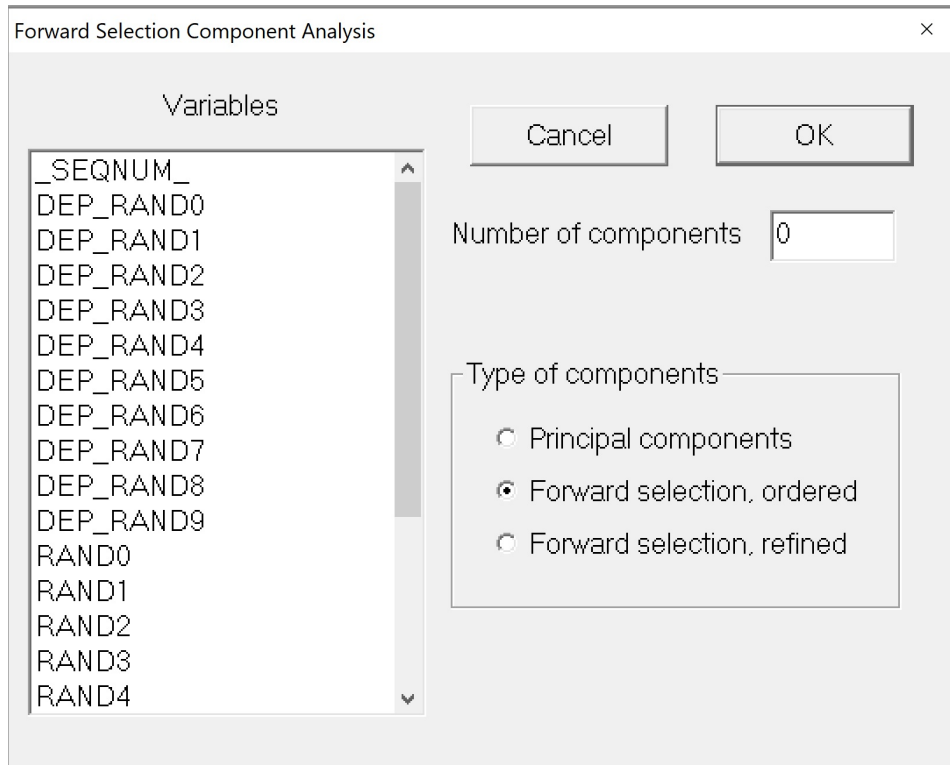 Forward Selection Component Analysis
Variables
_SEQNUM_
DEP_RAND0
DEP_RAND1
DEP_RAND2
DEP_RAND3
DEP_RAND4
DEP_RAND5
DEP_RAND6
DEP_RAND7
DEP_RAND8
DEP_RAND9
RAND0
RAND1
RAND2
RAND3
RAND4
Cancel
OK
Number of components 0
Type of components
Principal components
Forward selection, ordered
Forward selection, refined